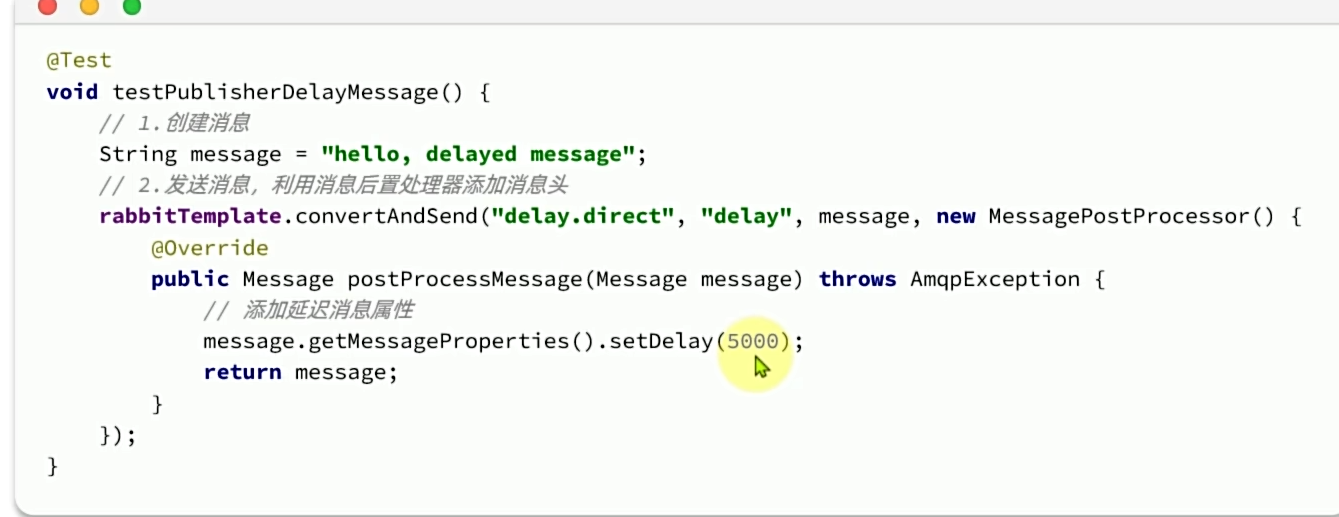 @Test
void testPublisherDelayMessage() {
    // 1.创建消息
    String message = "hello, delayed message";
    // 2.发送消息，利用消息后置处理器添加消息头
    rabbitTemplate.convertAndSend("delay.direct", "delay", message, new MessagePostProcessor() {
        @Override
        public Message postProcessMessage(Message message) throws AmqpException {
            // 添加延迟消息属性
            message.getMessageProperties().setDelay(5000);
            return message;
        }
    });
}